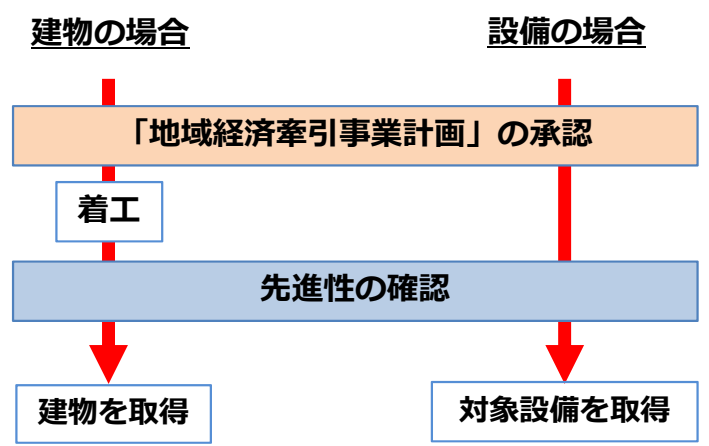 建物の場合
設備の場合
「地域経済牽引事業計画」の承認
着工
先進性の確認
建物を取得
対象設備を取得